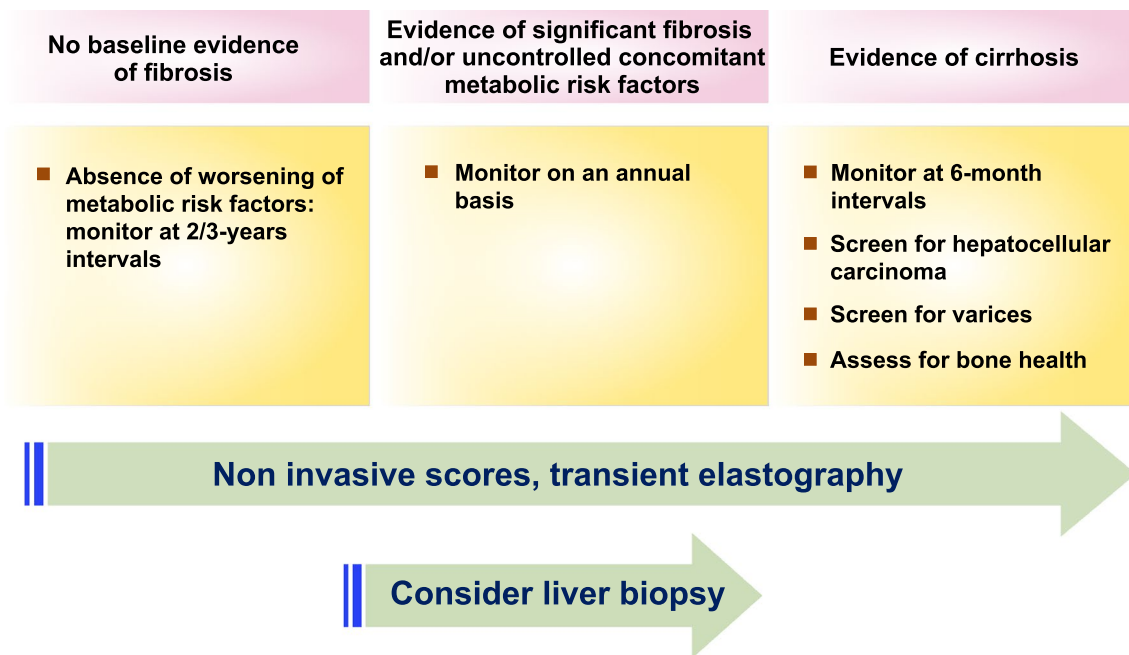 No baseline evidence
of fibrosis
Evidence of significant fibrosis
and/or uncontrolled concomitant
metabolic risk factors
Evidence of cirrhosis
Absence of worsening of
metabolic risk factors:
monitor at 2/3-years
intervals
Monitor on an annual
basis
Monitor at 6-month
intervals
Screen for hepatocellular
carcinoma
Screen for varices
Assess for bone health
Non invasive scores, transient elastography
Consider liver biopsy